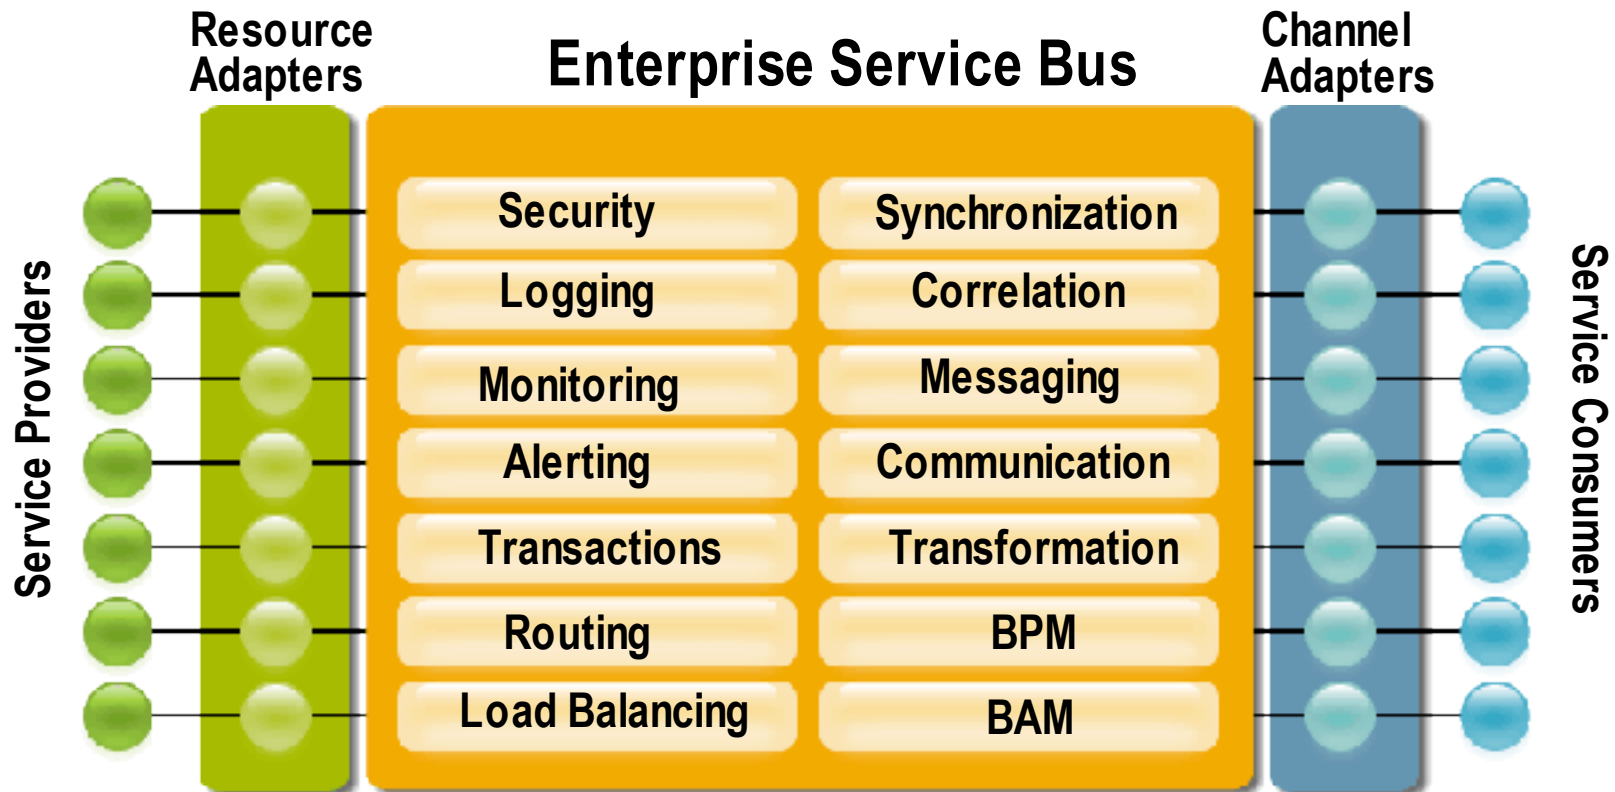 Resource
Adapters
Enterprise Service Bus
Channel
Adapters
Service Providers
Security
Synchronization
Logging
Correlation
Monitoring
Messaging
Alerting
Communication
Transactions
Transformation
Routing
BPM
Load Balancing
BAM
Service Consumers